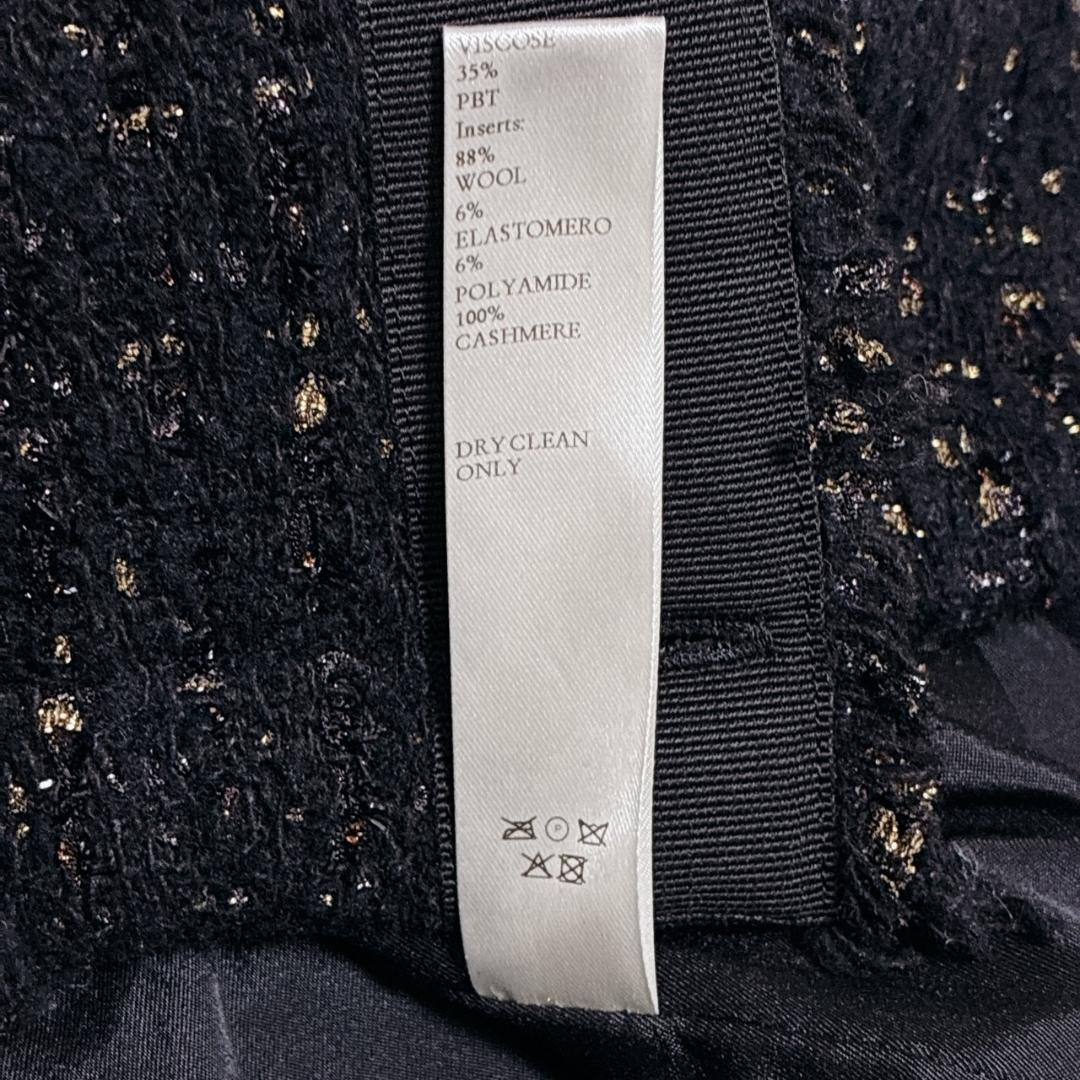 VISCOSE
35%
PBT
Inserts:
88%
WOOL
6%
ELASTOMERO
6%
POLYAMIDE
100%
CASHMERE
DRY CLEAN
ONLY
P